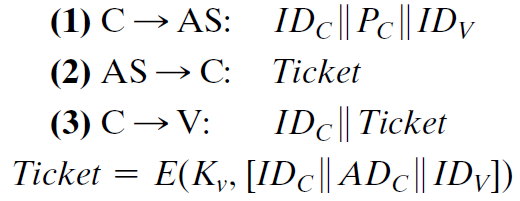 (1) C → AS: ID_C‖P_C‖ID_V
(2) AS → C: Ticket
(3) C → V: ID_C‖Ticket
Ticket = E(K_v, [ID_C‖AD_C‖ID_V])